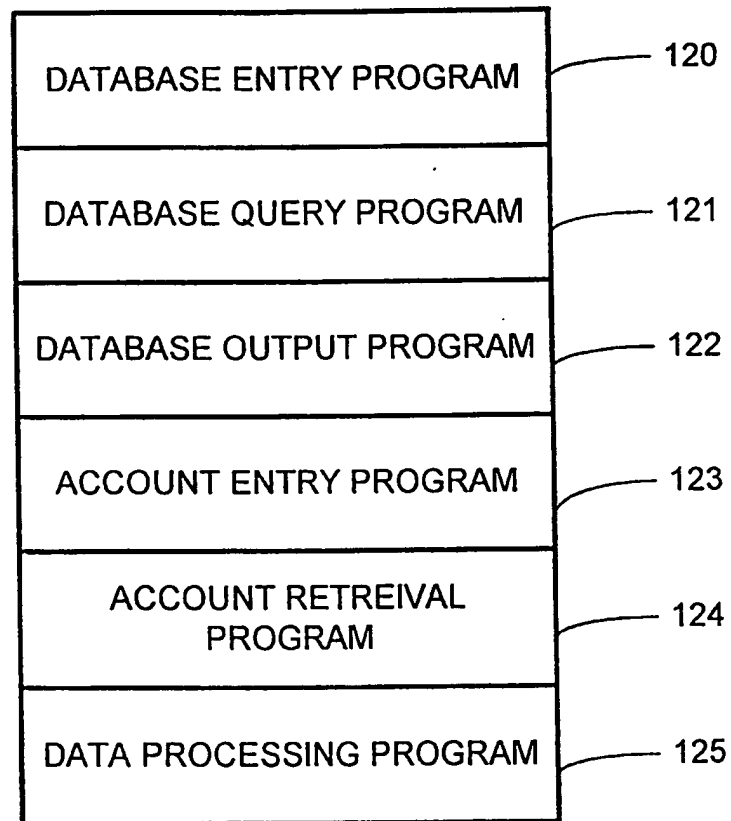 DATABASE ENTRY PROGRAM 120
DATABASE QUERY PROGRAM 121
DATABASE OUTPUT PROGRAM 122
ACCOUNT ENTRY PROGRAM 123
ACCOUNT RETREIVAL
PROGRAM 124
DATA PROCESSING PROGRAM 125